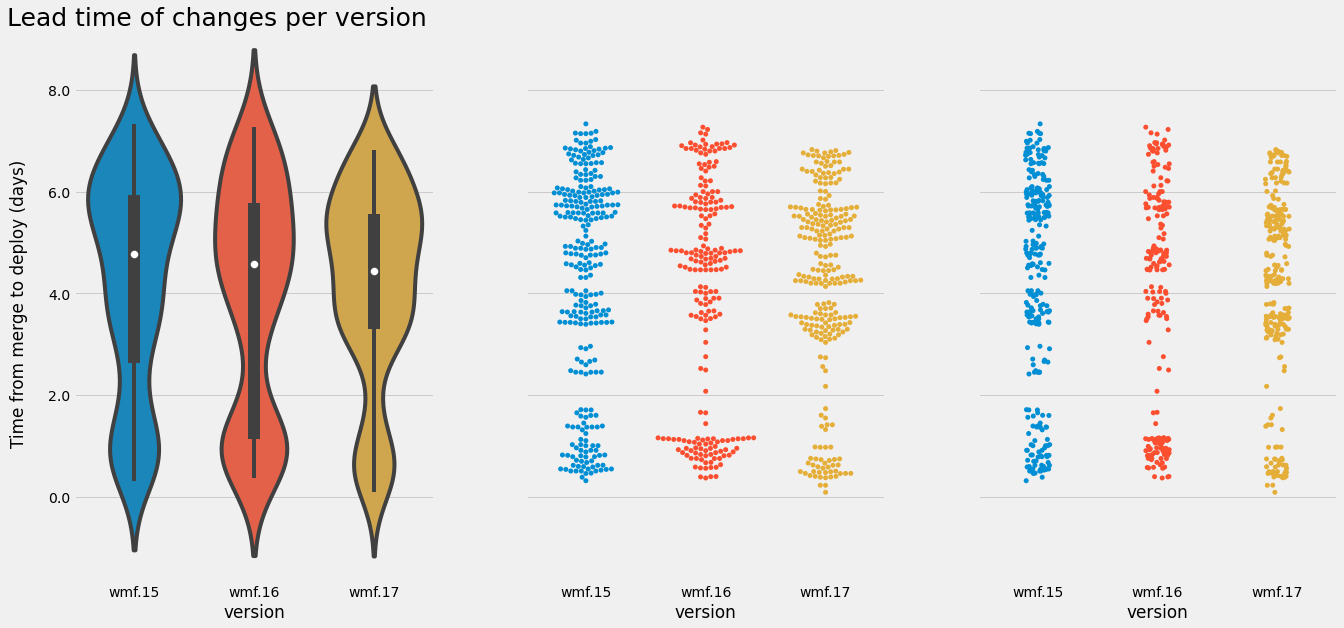 Lead time of changes per version
Time from merge to deploy (days)
8.0
6.0
4.0
2.0
0.0
wmf.15 wmf.16 wmf.17
version
wmf.15 wmf.16 wmf.17
version
wmf.15 wmf.16 wmf.17
version